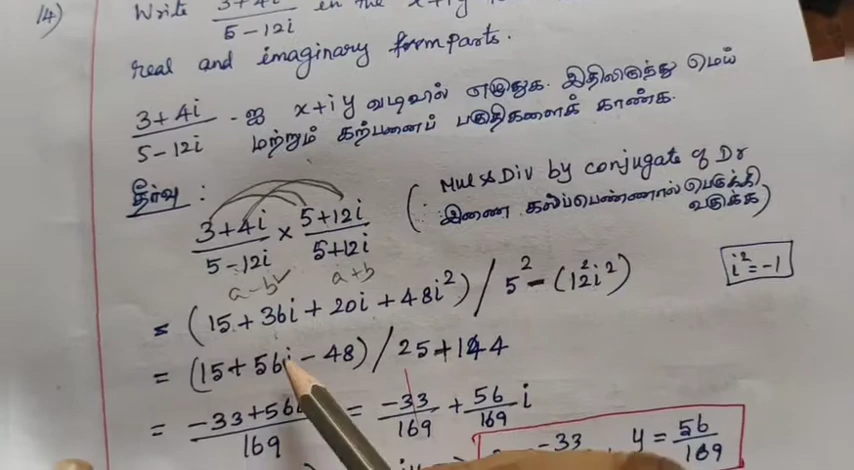 14) Write 3+4i / 5-12i in the x+iy
real and imaginary form parts.
3+4i / 5-12i -ஐ x+iy வடிவில் எழுதுக. இதிலிருந்து மெய்
மற்றும் கற்பனைப் பகுதிகளைக் காண்க.
தீர்வு :
(∵ Mul & Div by conjugate of Dr
இணை கலப்பெண்ணால் பெருக்கி
வகுக்க)
3+4i / 5-12i × 5+12i / 5+12i
a-b a+b
= (15 + 36i + 20i + 48i²) / 5² - (12²i²)
i² = -1
= (15 + 56i - 48) / 25 + 144
= -33+56 / 169 = -33/169 + 56/169 i
-33 , y = 56/169